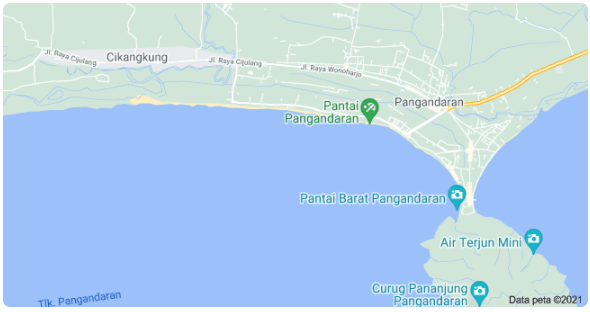 Jl. Raya Cijulang
Cikangkung
Jl. Raya Cijulang
Jl. Raya Wonoharjo
Pantai
Pangandaran
Pangandaran
Pantai Barat Pangandaran
Air Terjun Mini
Curug Pananjung
Pangandaran
Tlk. Pangandaran
Data peta ©2021